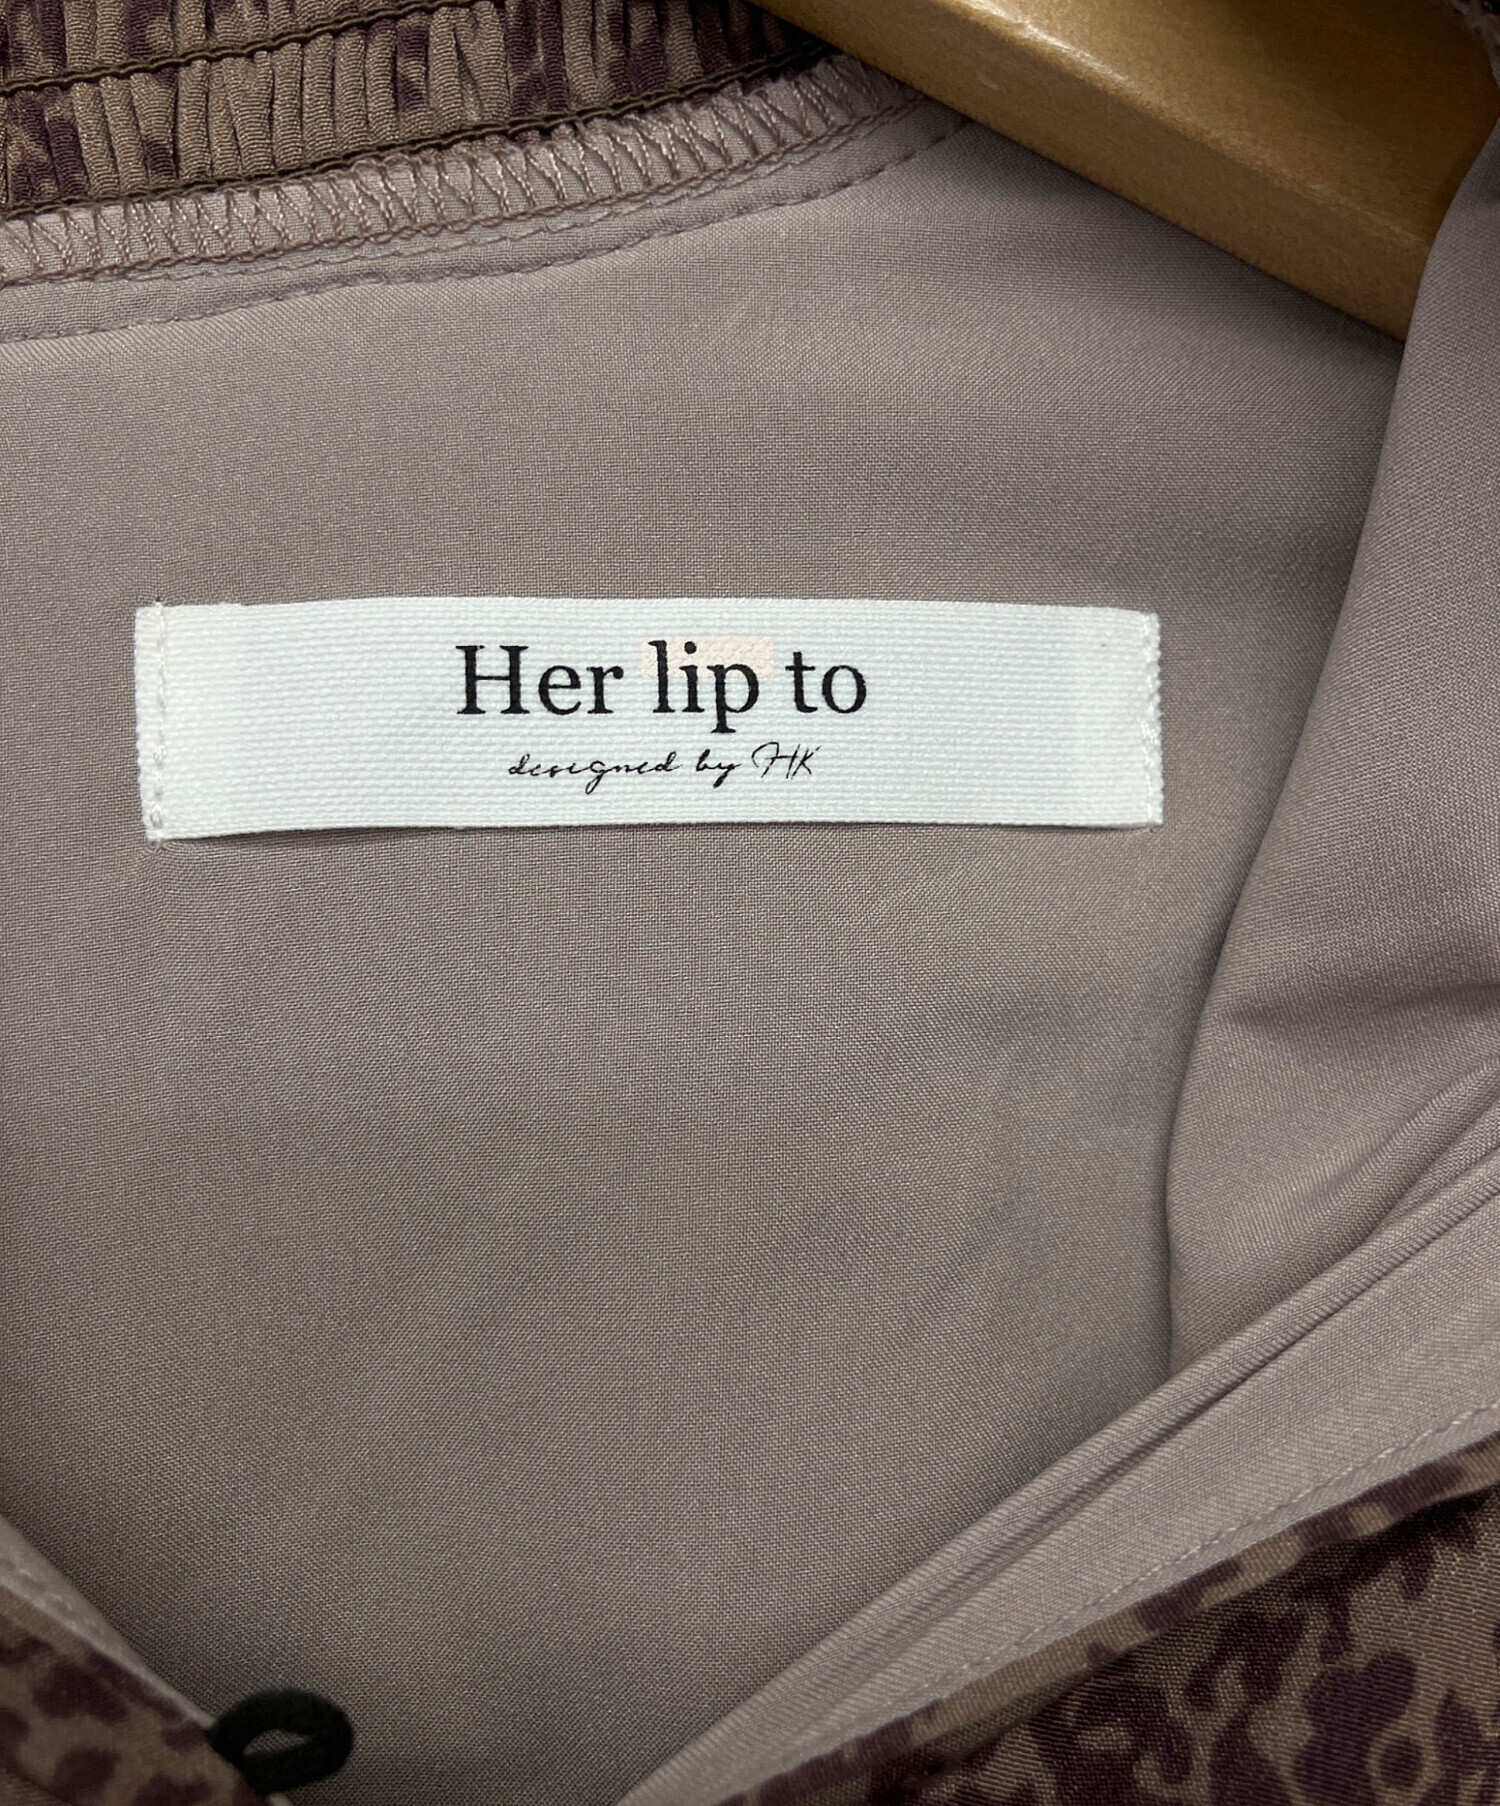 Her lip to
designed by HK